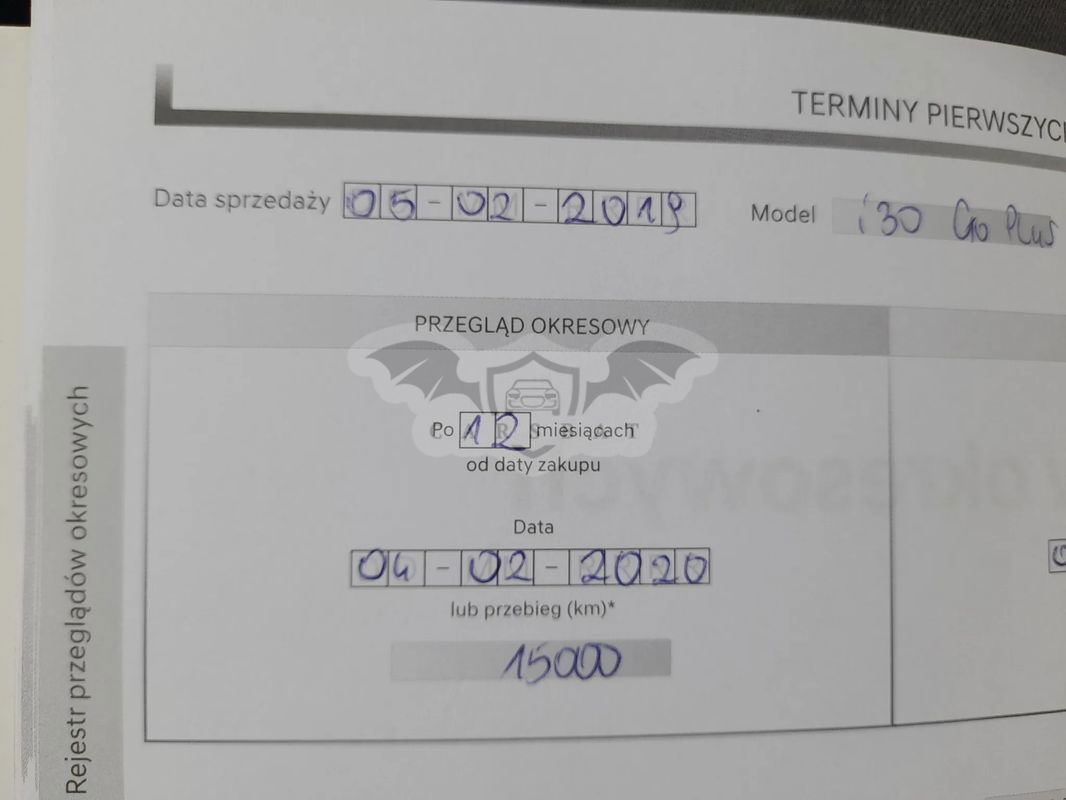 TERMINY PIERWSZYCH
Data sprzedaży 05-02-2019 Model i30 Go Plus
PRZEGLĄD OKRESOWY
Po 12 miesiącach
CARSBAT
od daty zakupu
Data
04-02-2020
lub przebieg (km)*
15000
Rejestr przeglądów okresowych